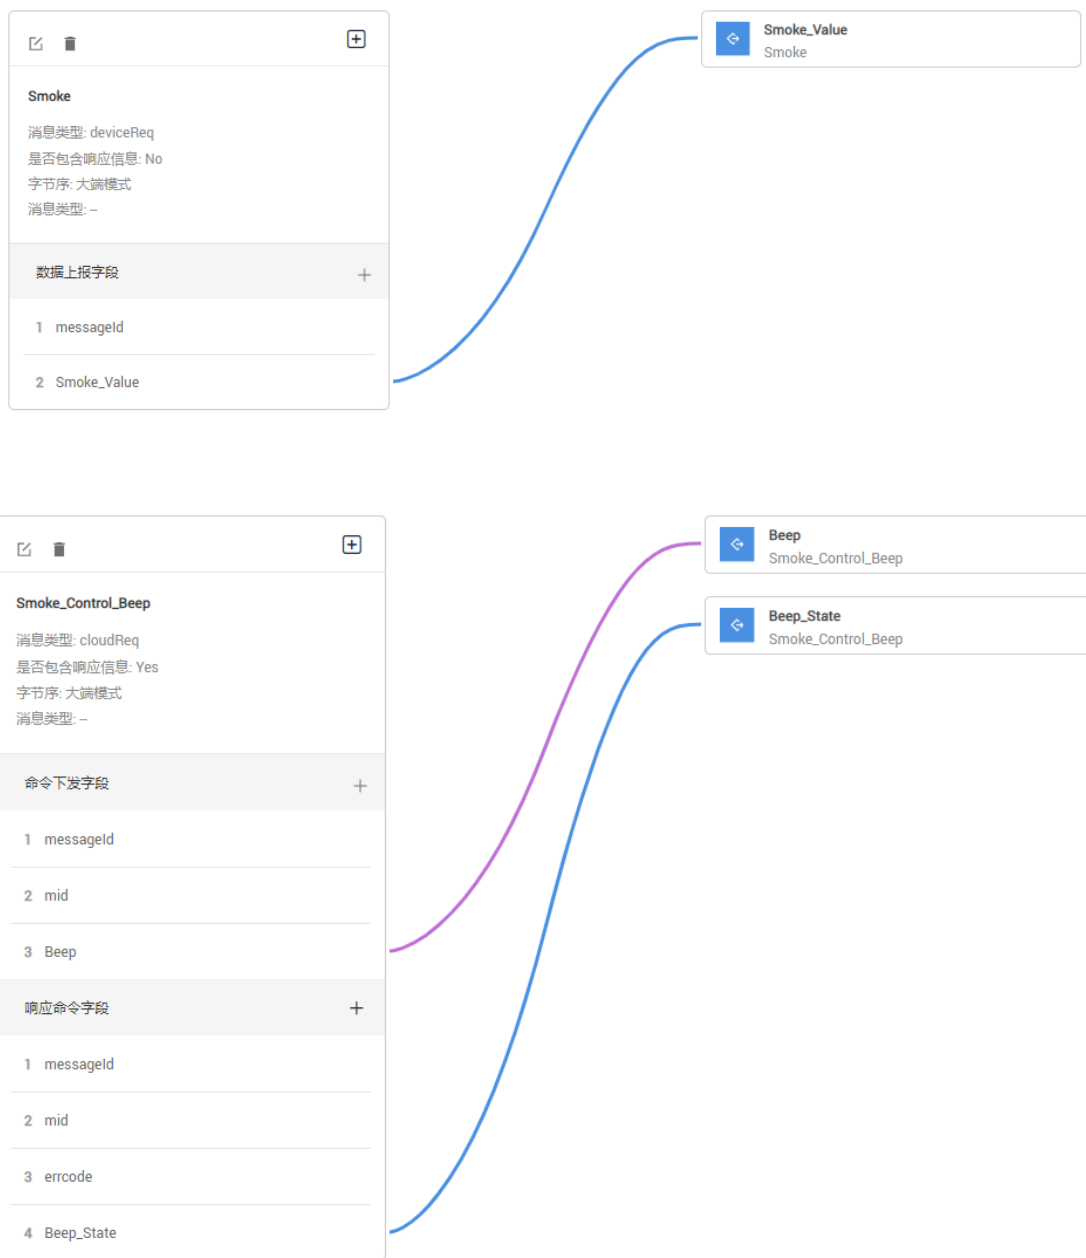 Smoke
消息类型: deviceReq
是否包含响应信息: No
字节序: 大端模式
消息类型: –
数据上报字段
1 messageId
2 Smoke_Value
Smoke_Value
Smoke
Smoke_Control_Beep
消息类型: cloudReq
是否包含响应信息: Yes
字节序: 大端模式
消息类型: –
命令下发字段
1 messageId
2 mid
3 Beep
响应命令字段
1 messageId
2 mid
3 errcode
4 Beep_State
Beep
Smoke_Control_Beep
Beep_State
Smoke_Control_Beep